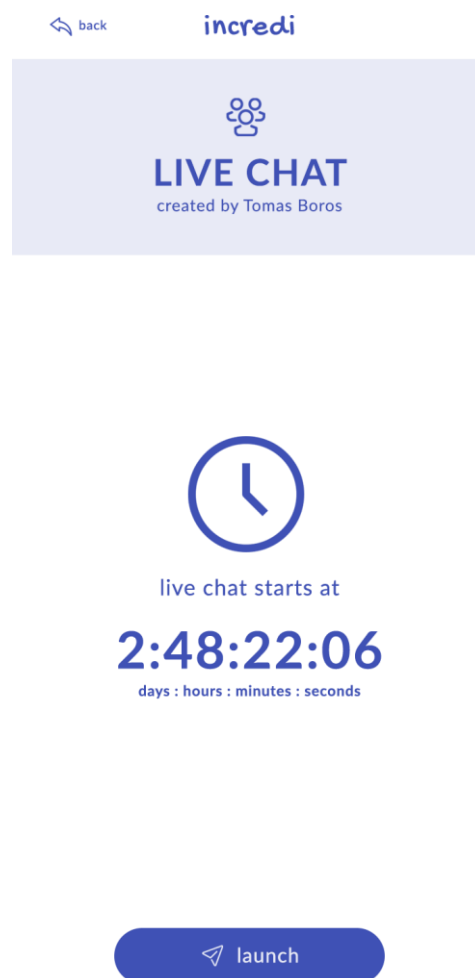 back
incredi
LIVE CHAT
created by Tomas Boros
live chat starts at
2:48:22:06
days : hours : minutes : seconds
launch